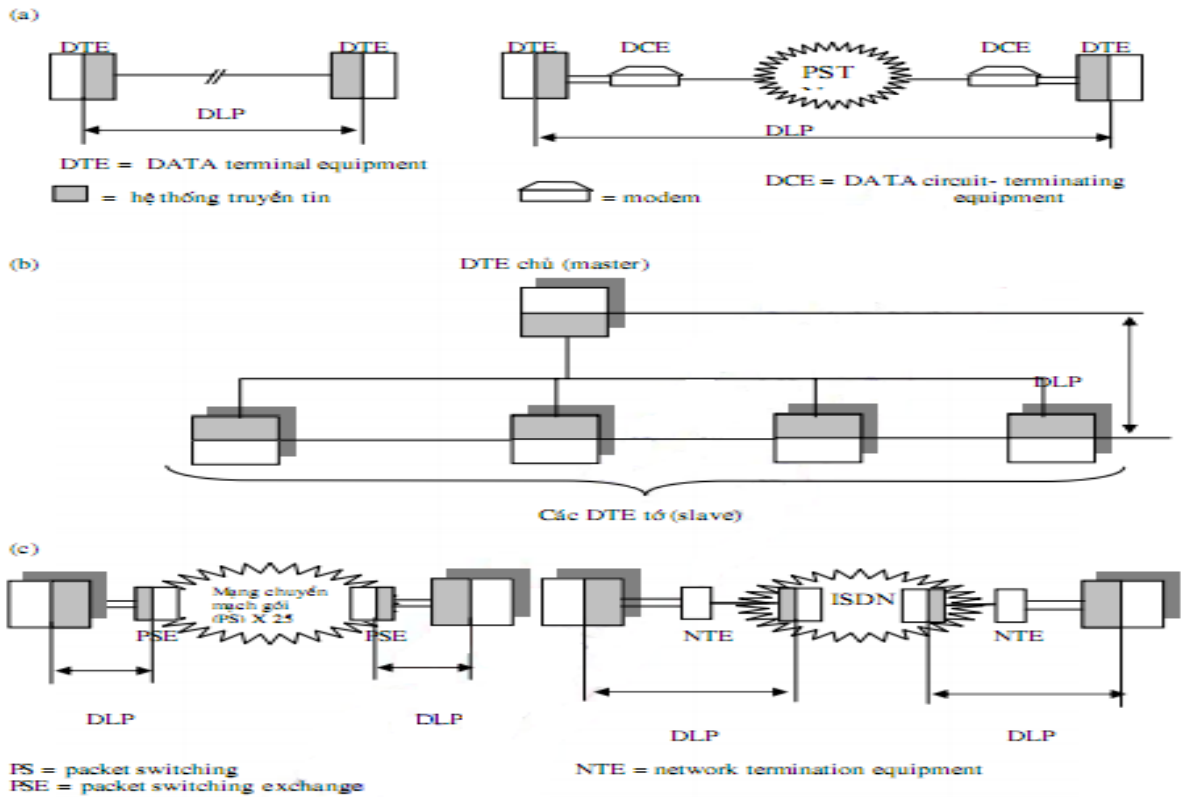 (a)
DTE DTE DTE DCE DCE DTE
PST
DLP DLP
DTE = DATA terminal equipment
= hệ thống truyền tin
= modem
DCE = DATA circuit- terminating
equipment
(b)
DTE chủ (master)
DLP
Các DTE tớ (slave)
(c)
Mạng chuyển
mạch gói
(PS) X 25
ISDN
PSE PSE NTE NTE
DLP DLP DLP DLP
PS = packet switching
PSE = packet switching exchange
NTE = network termination equipment